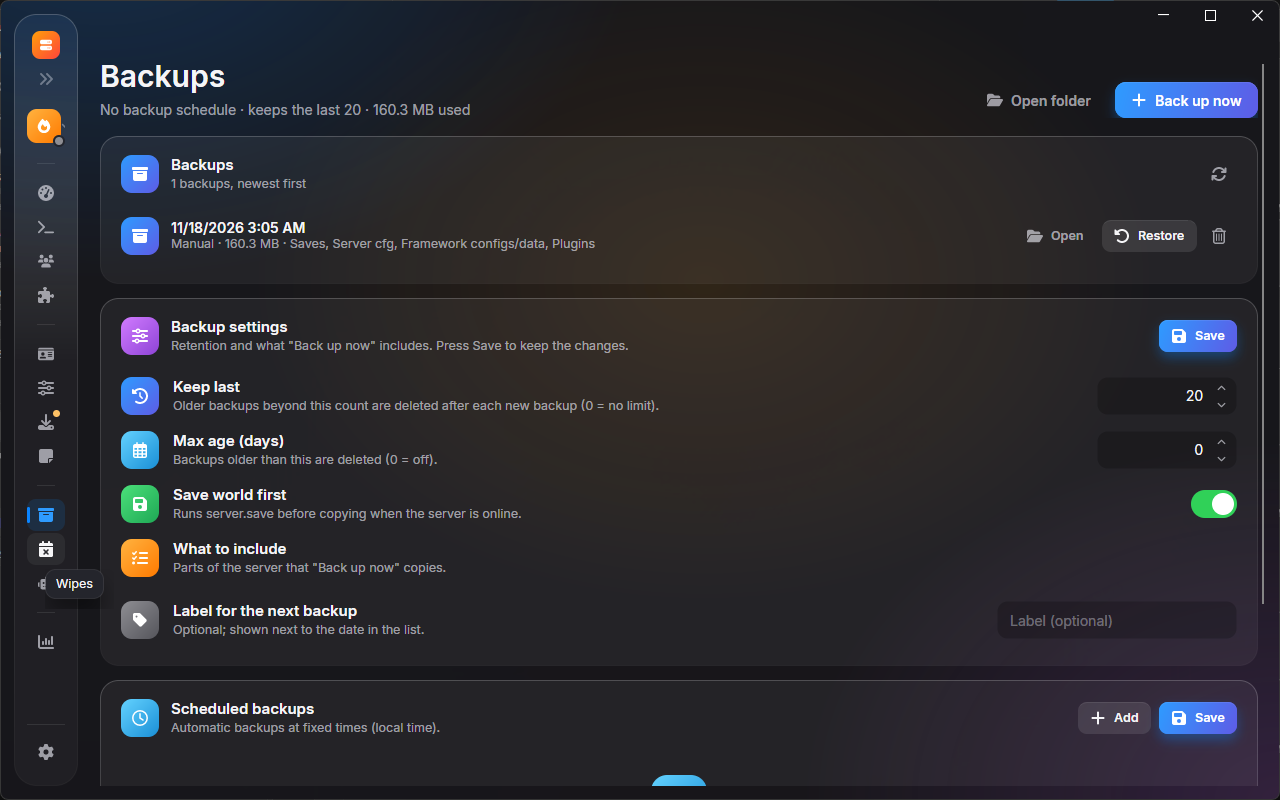 Backups
No backup schedule · keeps the last 20 · 160.3 MB used
Open folder
Back up now
Backups
1 backups, newest first
11/18/2026 3:05 AM
Manual · 160.3 MB · Saves, Server cfg, Framework configs/data, Plugins
Open
Restore
Backup settings
Retention and what "Back up now" includes. Press Save to keep the changes.
Save
Keep last
Older backups beyond this count are deleted after each new backup (0 = no limit).
20
Max age (days)
Backups older than this are deleted (0 = off).
0
Save world first
Runs server.save before copying when the server is online.
What to include
Parts of the server that "Back up now" copies.
Wipes
Label for the next backup
Optional; shown next to the date in the list.
Label (optional)
Scheduled backups
Automatic backups at fixed times (local time).
Add
Save